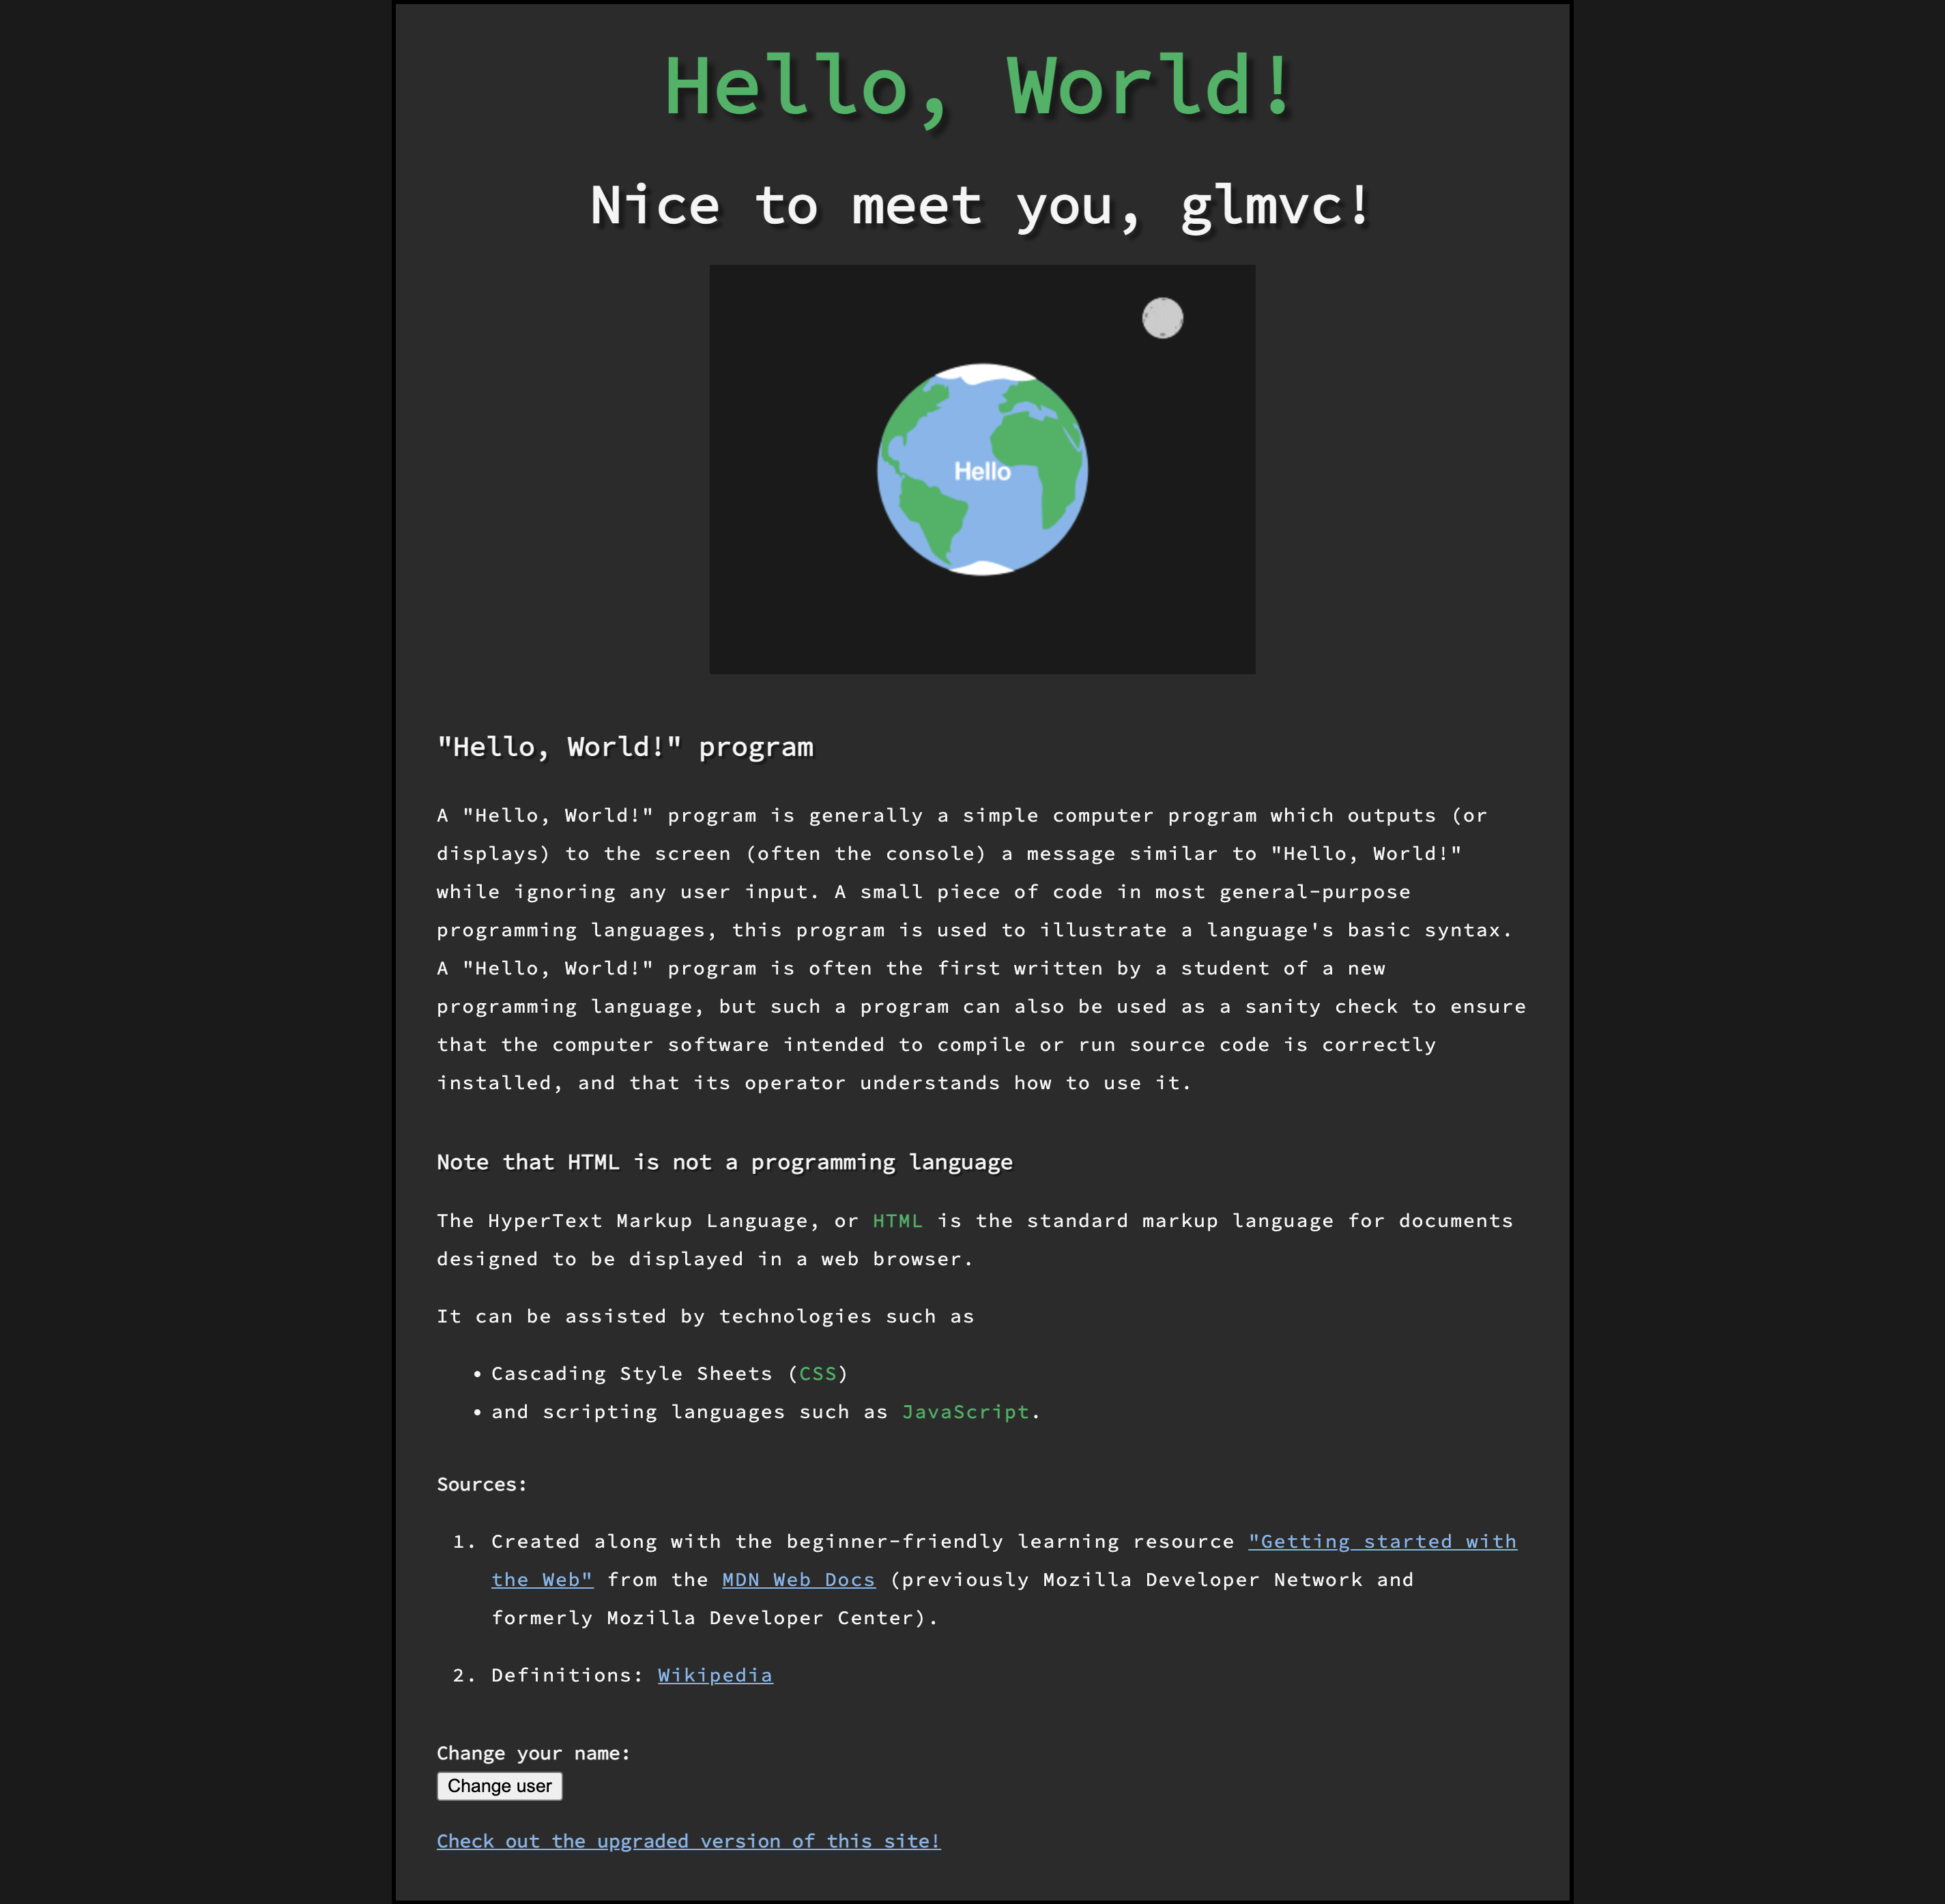 Hello, World!
Nice to meet you, glmvc!
Hello
"Hello, World!" program
A "Hello, World!" program is generally a simple computer program which outputs (or
displays) to the screen (often the console) a message similar to "Hello, World!"
while ignoring any user input. A small piece of code in most general-purpose
programming languages, this program is used to illustrate a language's basic syntax.
A "Hello, World!" program is often the first written by a student of a new
programming language, but such a program can also be used as a sanity check to ensure
that the computer software intended to compile or run source code is correctly
installed, and that its operator understands how to use it.
Note that HTML is not a programming language
The HyperText Markup Language, or HTML is the standard markup language for documents
designed to be displayed in a web browser.
It can be assisted by technologies such as
• Cascading Style Sheets (CSS)
• and scripting languages such as JavaScript.
Sources:
1. Created along with the beginner-friendly learning resource "Getting started with
the Web" from the MDN Web Docs (previously Mozilla Developer Network and
formerly Mozilla Developer Center).
2. Definitions: Wikipedia
Change your name:
Change user
Check out the upgraded version of this site!